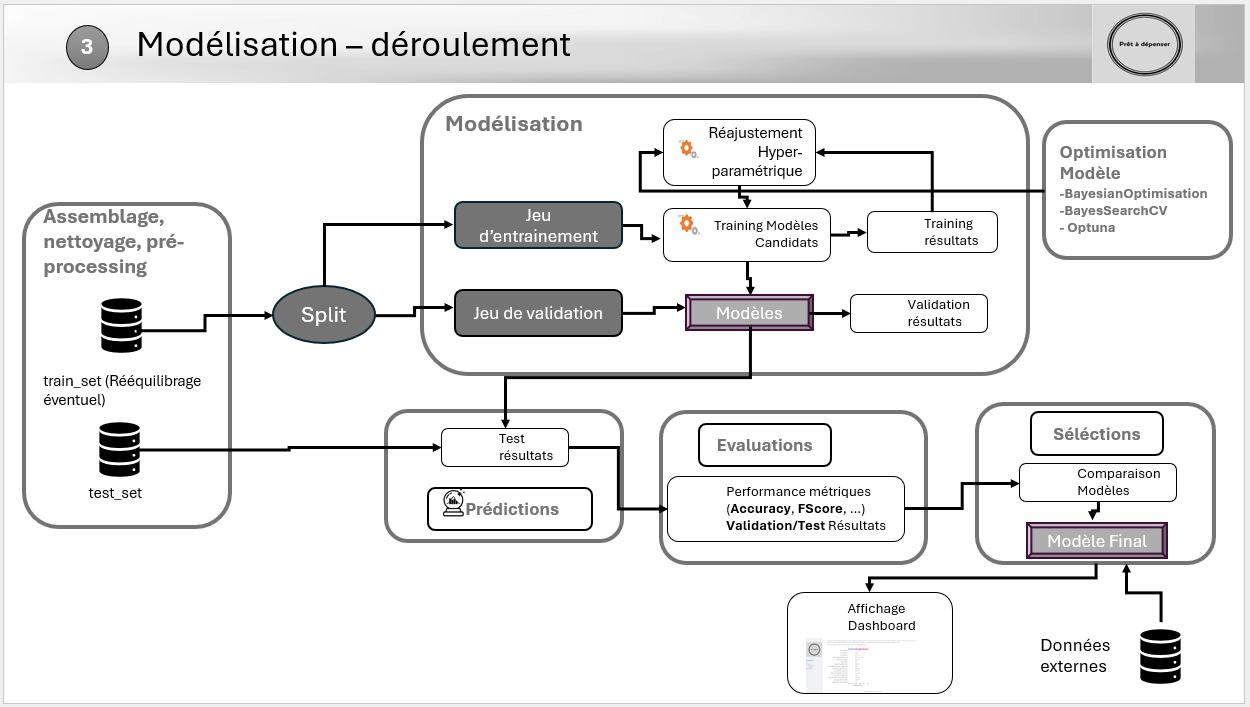 3
Modélisation – déroulement
Prêt à dépenser
Modélisation
Réajustement
Hyper-
paramétrique
Optimisation
Modèle
-BayesianOptimisation
-BayesSearchCV
- Optuna
Assemblage,
nettoyage, pré-
processing
Jeu
d’entrainement
Training Modèles
Candidats
Training
résultats
Split
Jeu de validation
Modèles
Validation
résultats
train_set (Rééquilibrage
éventuel)
test_set
Test
résultats
Prédictions
Evaluations
Performance métriques
(Accuracy, FScore, ...)
Validation/Test Résultats
Séléctions
Comparaison
Modèles
Modèle Final
Affichage
Dashboard
Données
externes